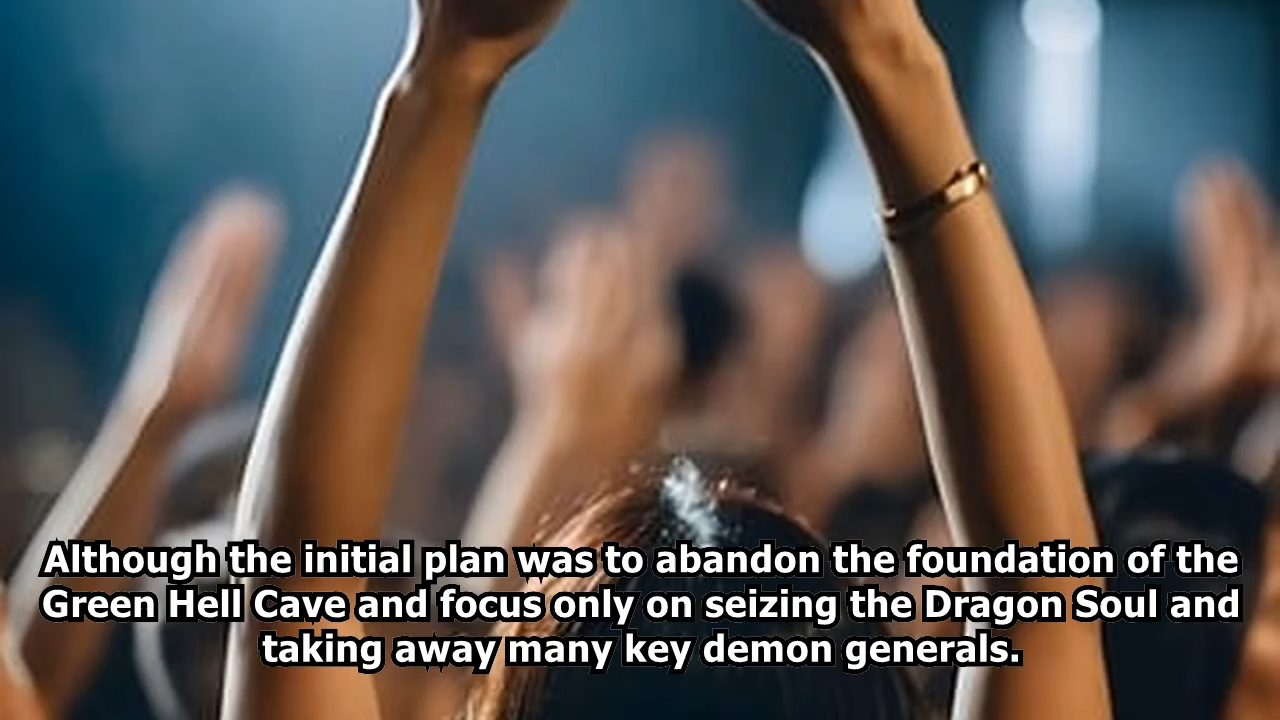 Although the initial plan was to abandon the foundation of the
Green Hell Cave and focus only on seizing the Dragon Soul and
taking away many key demon generals.